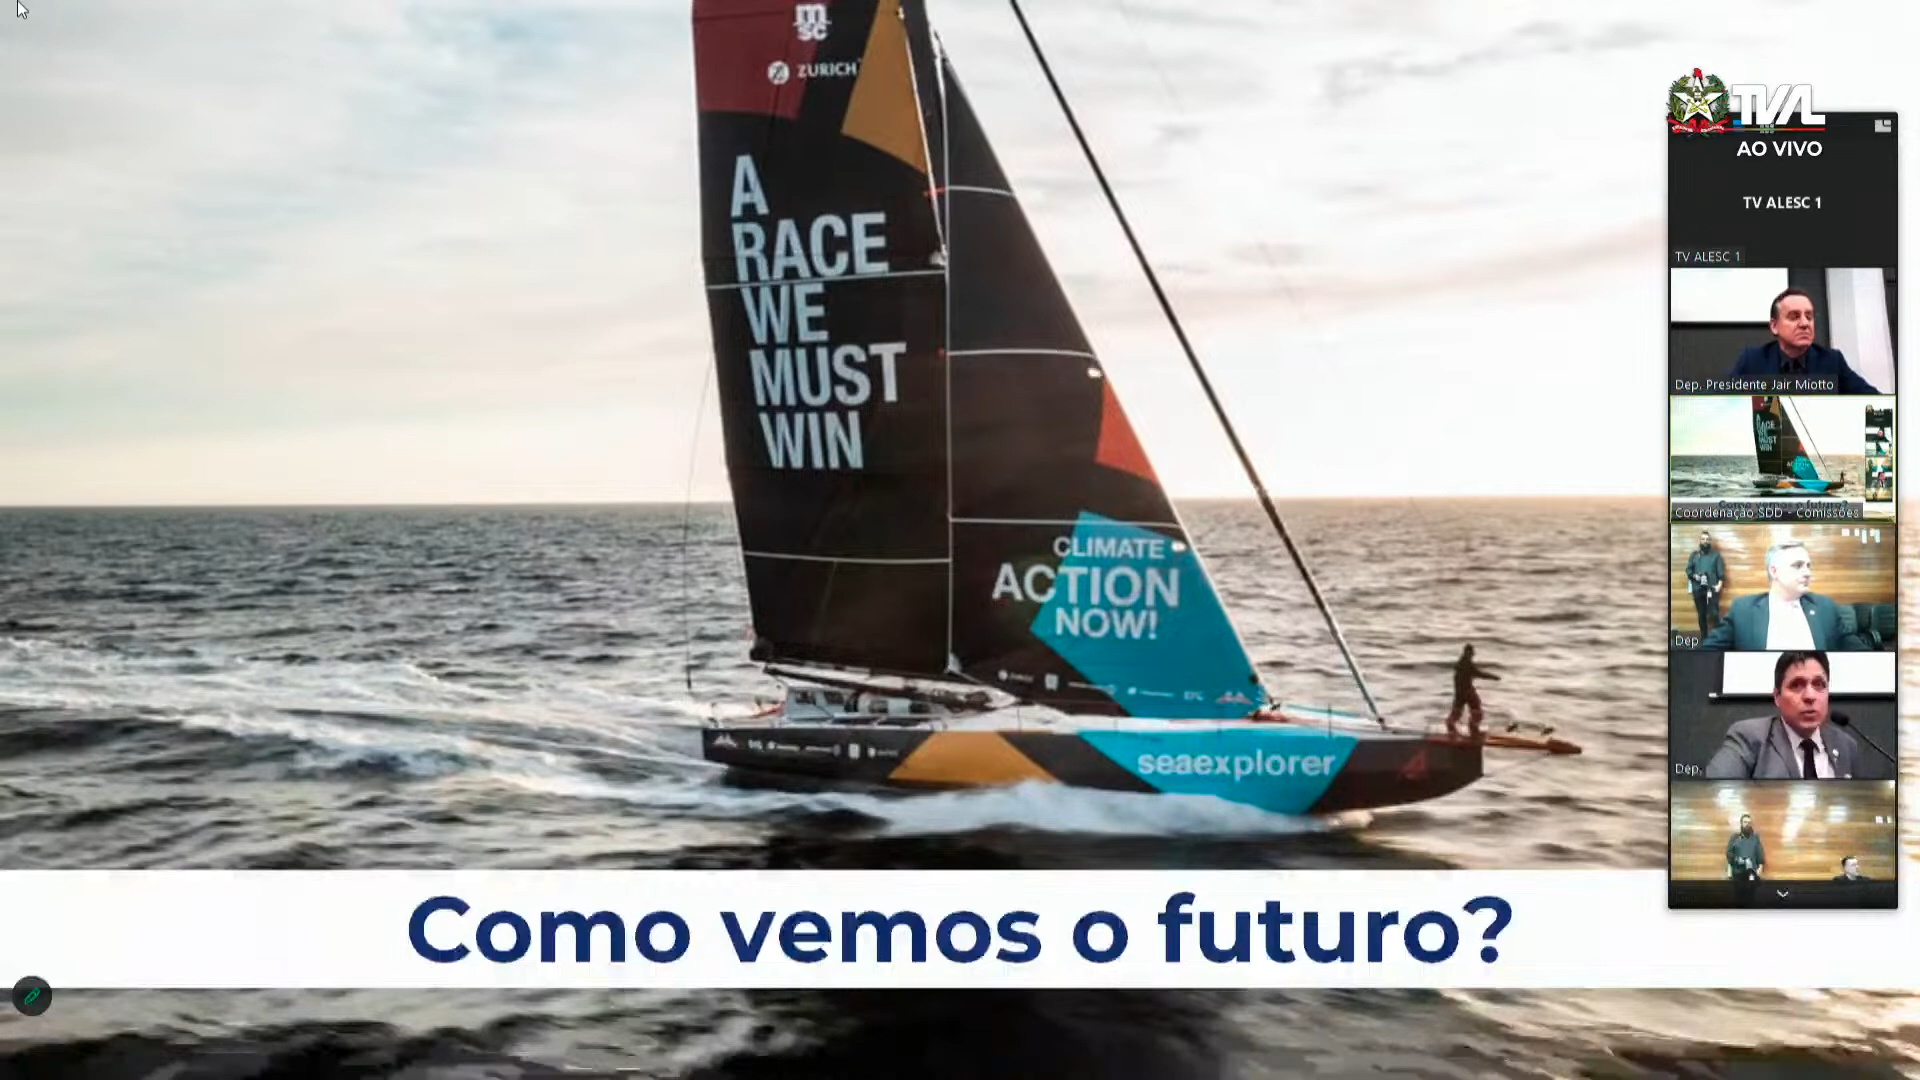 msc
ZURICH
A
RACE
WE
MUST
WIN
CLIMATE
ACTION
NOW!
seaexplorer
Como vemos o futuro?
TVAL
AO VIVO
TV ALESC 1
TV ALESC 1
Dep. Presidente Jair Miotto
Coordenação SDD - Comissões
Dep
Dep.